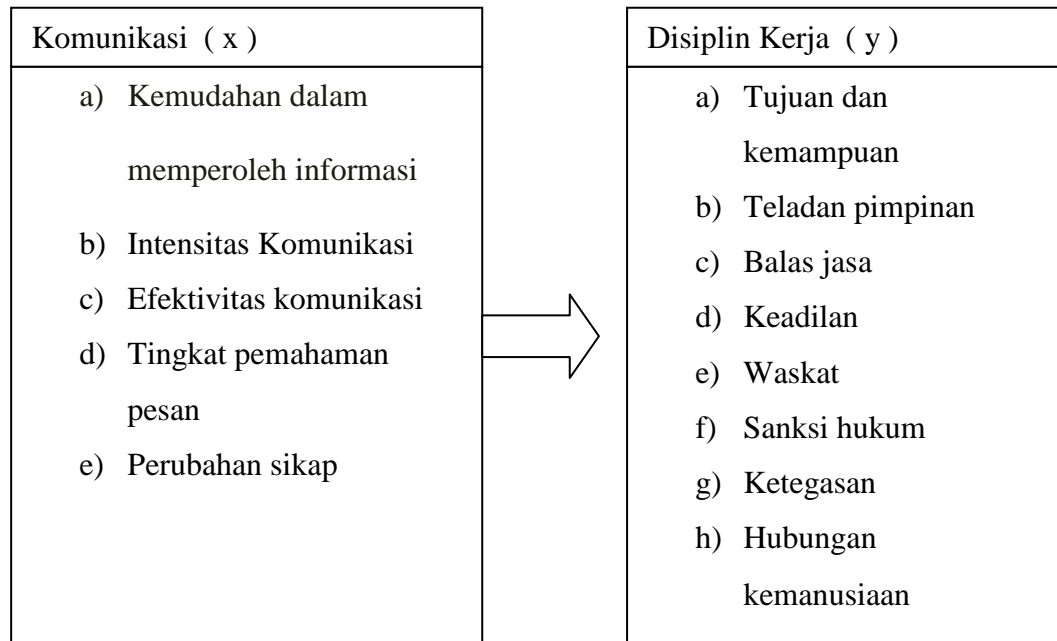 Komunikasi ( x )
a) Kemudahan dalam
memperoleh informasi
b) Intensitas Komunikasi
c) Efektivitas komunikasi
d) Tingkat pemahaman
pesan
e) Perubahan sikap
Disiplin Kerja ( y )
a) Tujuan dan
kemampuan
b) Teladan pimpinan
c) Balas jasa
d) Keadilan
e) Waskat
f) Sanksi hukum
g) Ketegasan
h) Hubungan
kemanusiaan